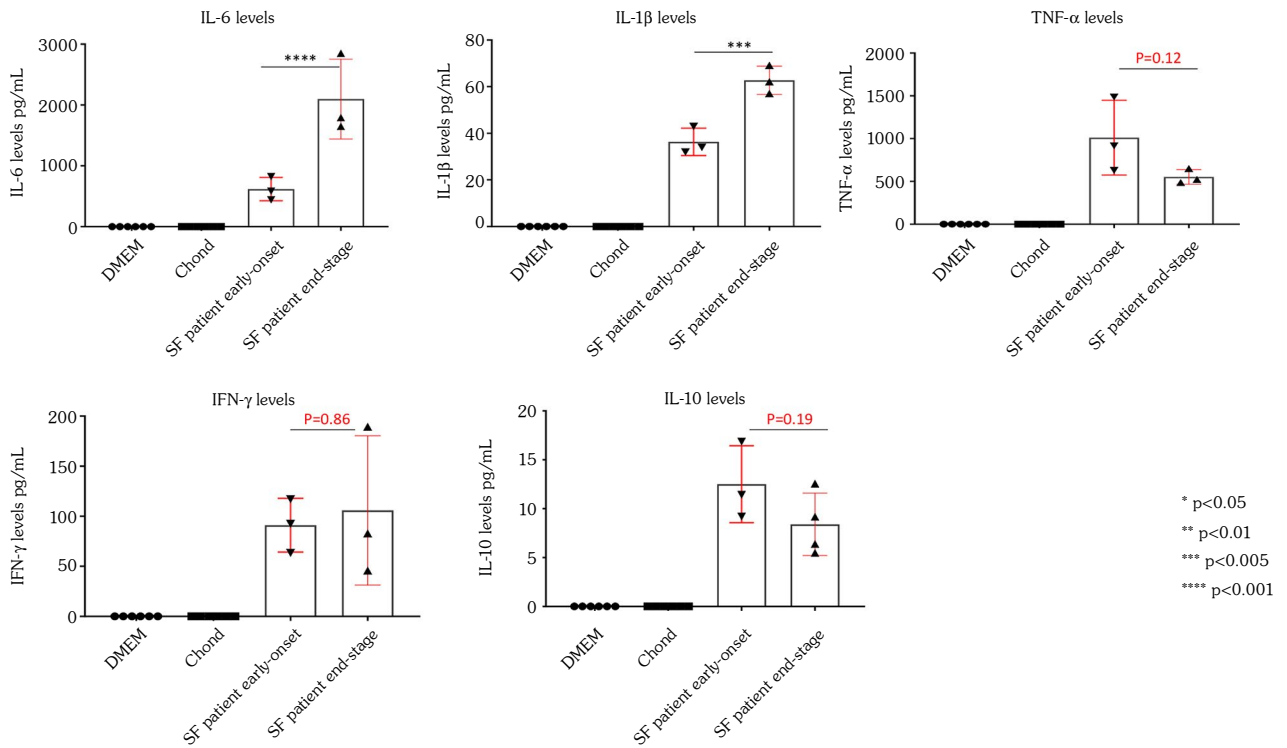 IL-6 levels
IL-6 levels pg/mL
3000
2000
1000
0
****
DMEM
Chond
SF patient early-onset
SF patient end-stage
IL-1β levels
IL-1β levels pg/mL
80
60
40
20
0
***
DMEM
Chond
SF patient early-onset
SF patient end-stage
TNF-α levels
TNF-α levels pg/mL
2000
1500
1000
500
0
P=0.12
DMEM
Chond
SF patient early-onset
SF patient end-stage
IFN-γ levels
IFN-γ levels pg/mL
200
150
100
50
0
P=0.86
DMEM
Chond
SF patient early-onset
SF patient end-stage
IL-10 levels
IL-10 levels pg/mL
20
15
10
5
0
P=0.19
DMEM
Chond
SF patient early-onset
SF patient end-stage
* p<0.05
** p<0.01
*** p<0.005
**** p<0.001